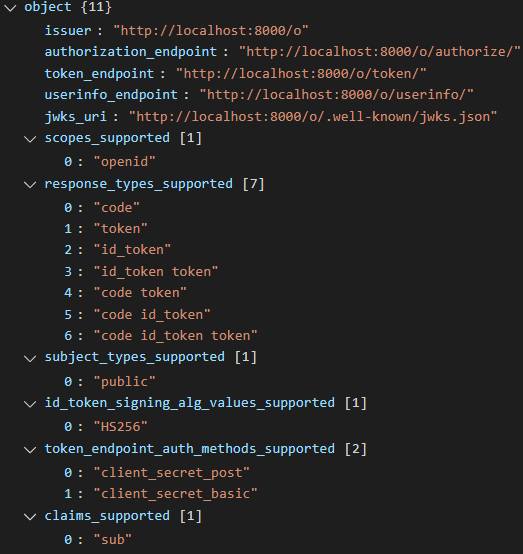 object {11}
issuer : "http://localhost:8000/o"
authorization_endpoint : "http://localhost:8000/o/authorize/"
token_endpoint : "http://localhost:8000/o/token/"
userinfo_endpoint : "http://localhost:8000/o/userinfo/"
jwks_uri : "http://localhost:8000/o/.well-known/jwks.json"
scopes_supported [1]
0 : "openid"
response_types_supported [7]
0 : "code"
1 : "token"
2 : "id_token"
3 : "id_token token"
4 : "code token"
5 : "code id_token"
6 : "code id_token token"
subject_types_supported [1]
0 : "public"
id_token_signing_alg_values_supported [1]
0 : "HS256"
token_endpoint_auth_methods_supported [2]
0 : "client_secret_post"
1 : "client_secret_basic"
claims_supported [1]
0 : "sub"